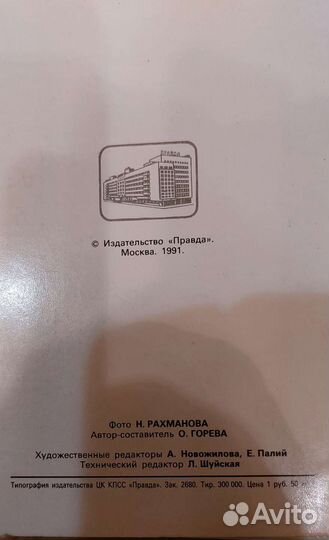 ПРАВДА
© Издательство «Правда».
Москва. 1991.
Фото Н. РАХМАНОВА
Автор-составитель О. ГОРЕВА
Художественные редакторы А. Новожилова, Е. Палий
Технический редактор Л. Шуйская
Типография издательства ЦК КПСС «Правда». Зак. 2680. Тир. 300 000. Цена 1 руб. 50
Avito